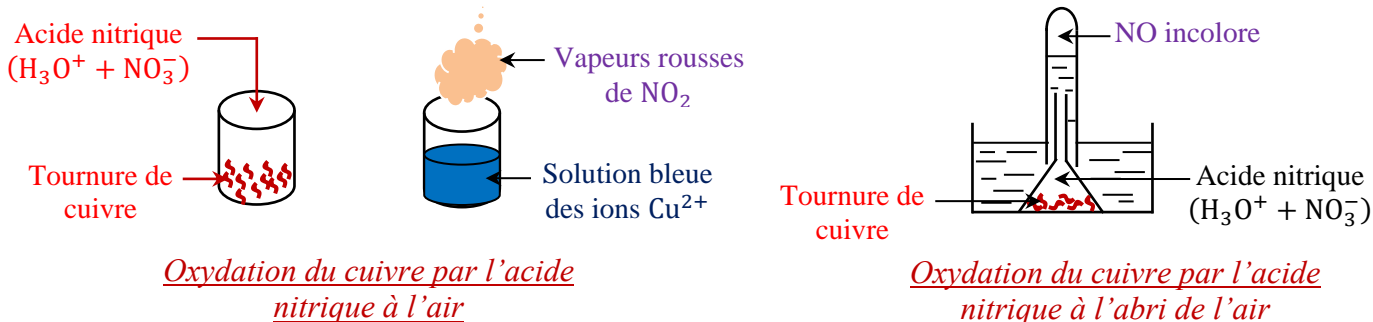 Acide nitrique
(H₃O⁺ + NO₃⁻)
Tournure de
cuivre
Vapeurs rousses
de NO₂
Solution bleue
des ions Cu²⁺
Oxydation du cuivre par l’acide
nitrique à l’air
NO incolore
Tournure de
cuivre
Acide nitrique
(H₃O⁺ + NO₃⁻)
Oxydation du cuivre par l’acide
nitrique à l’abri de l’air